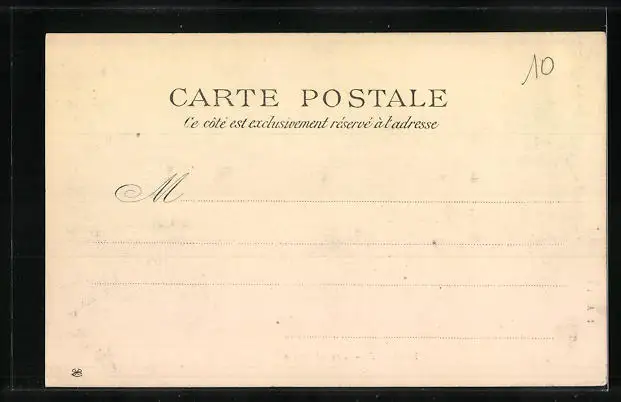 10
CARTE POSTALE
Ce côté est exclusivement réservé à l'adresse
M